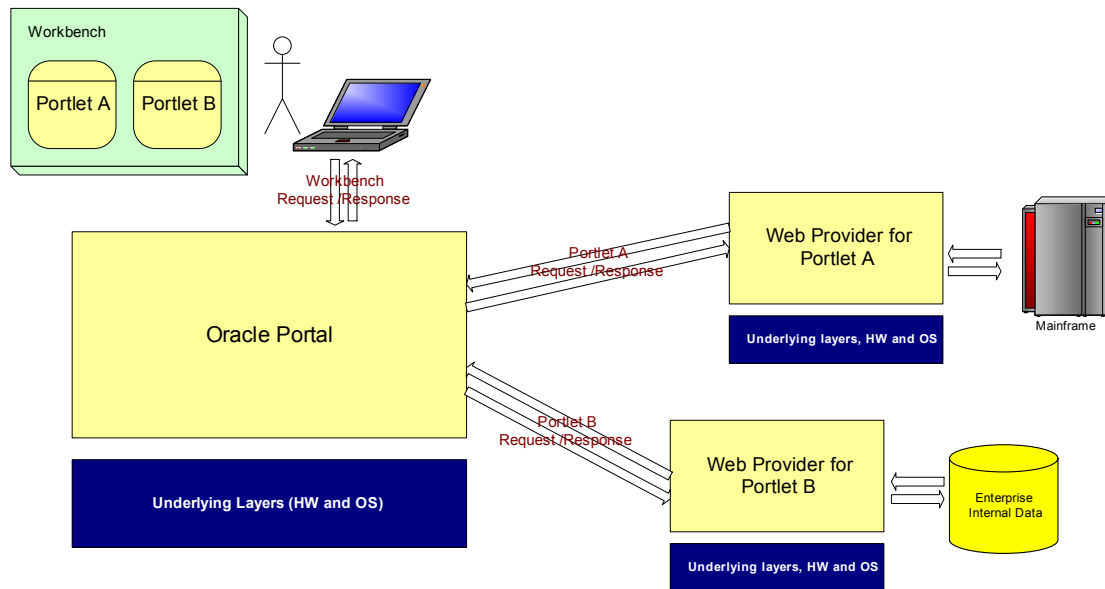 Workbench
Portlet A
Portlet B
Workbench
Request /Response
Oracle Portal
Underlying Layers (HW and OS)
Portlet A
Request /Response
Web Provider for
Portlet A
Underlying layers, HW and OS
Mainframe
Portlet B
Request /Response
Web Provider for
Portlet B
Underlying layers, HW and OS
Enterprise
Internal Data